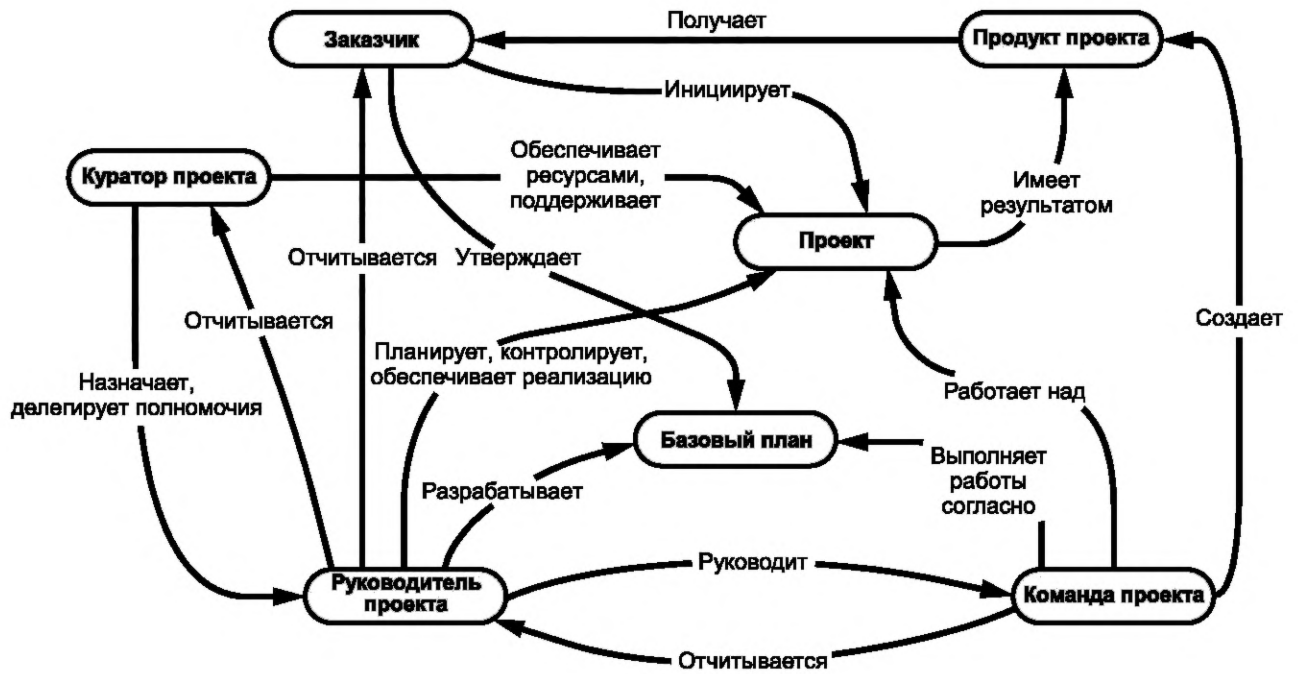 Получает
Заказчик
Продукт проекта
Инициирует
Обеспечивает
ресурсами,
поддерживает
Куратор проекта
Имеет
результатом
Проект
Отчитывается
Утверждает
Отчитывается
Создает
Планирует, контролирует,
обеспечивает реализацию
Назначает,
делегирует полномочия
Работает над
Базовый план
Выполняет
работы
согласно
Разрабатывает
Руководит
Руководитель
проекта
Команда проекта
Отчитывается